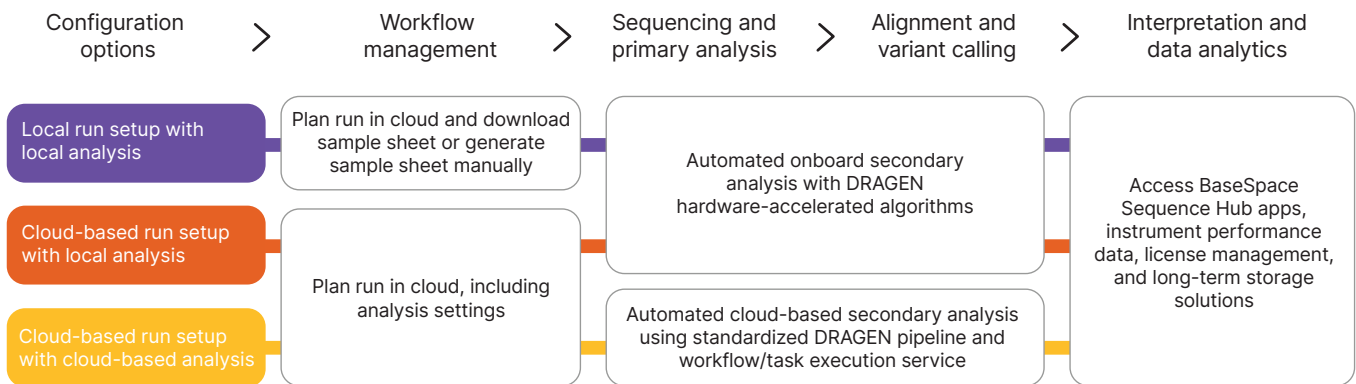 Configuration
options
Workflow
management
Sequencing and
primary analysis
Alignment and
variant calling
Interpretation and
data analytics
Local run setup with
local analysis
Plan run in cloud and download
sample sheet or generate
sample sheet manually
Automated onboard secondary
analysis with DRAGEN
hardware-accelerated algorithms
Access BaseSpace
Sequence Hub apps,
instrument performance
data, license management,
and long-term storage
solutions
Cloud-based run setup
with local analysis
Plan run in cloud, including
analysis settings
Cloud-based run setup
with cloud-based analysis
Automated cloud-based secondary analysis
using standardized DRAGEN pipeline and
workflow/task execution service